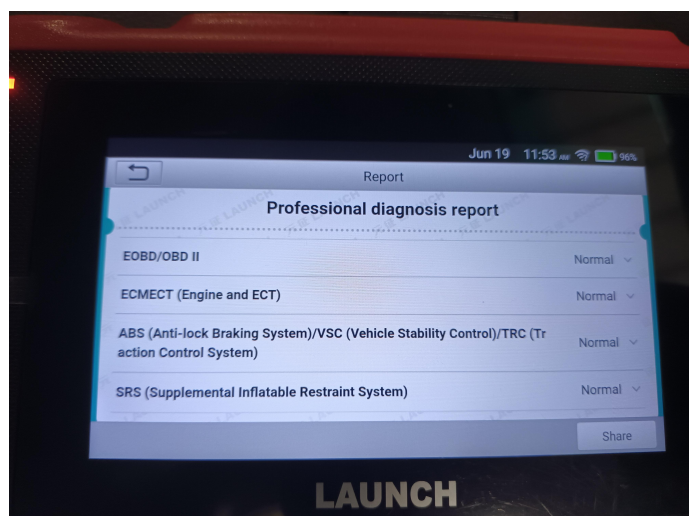 Jun 19 11:53 AM 96%
Report
Professional diagnosis report
EOBD/OBD II Normal
ECMECT (Engine and ECT) Normal
ABS (Anti-lock Braking System)/VSC (Vehicle Stability Control)/TRC (Tr
action Control System) Normal
SRS (Supplemental Inflatable Restraint System) Normal
Share
LAUNCH